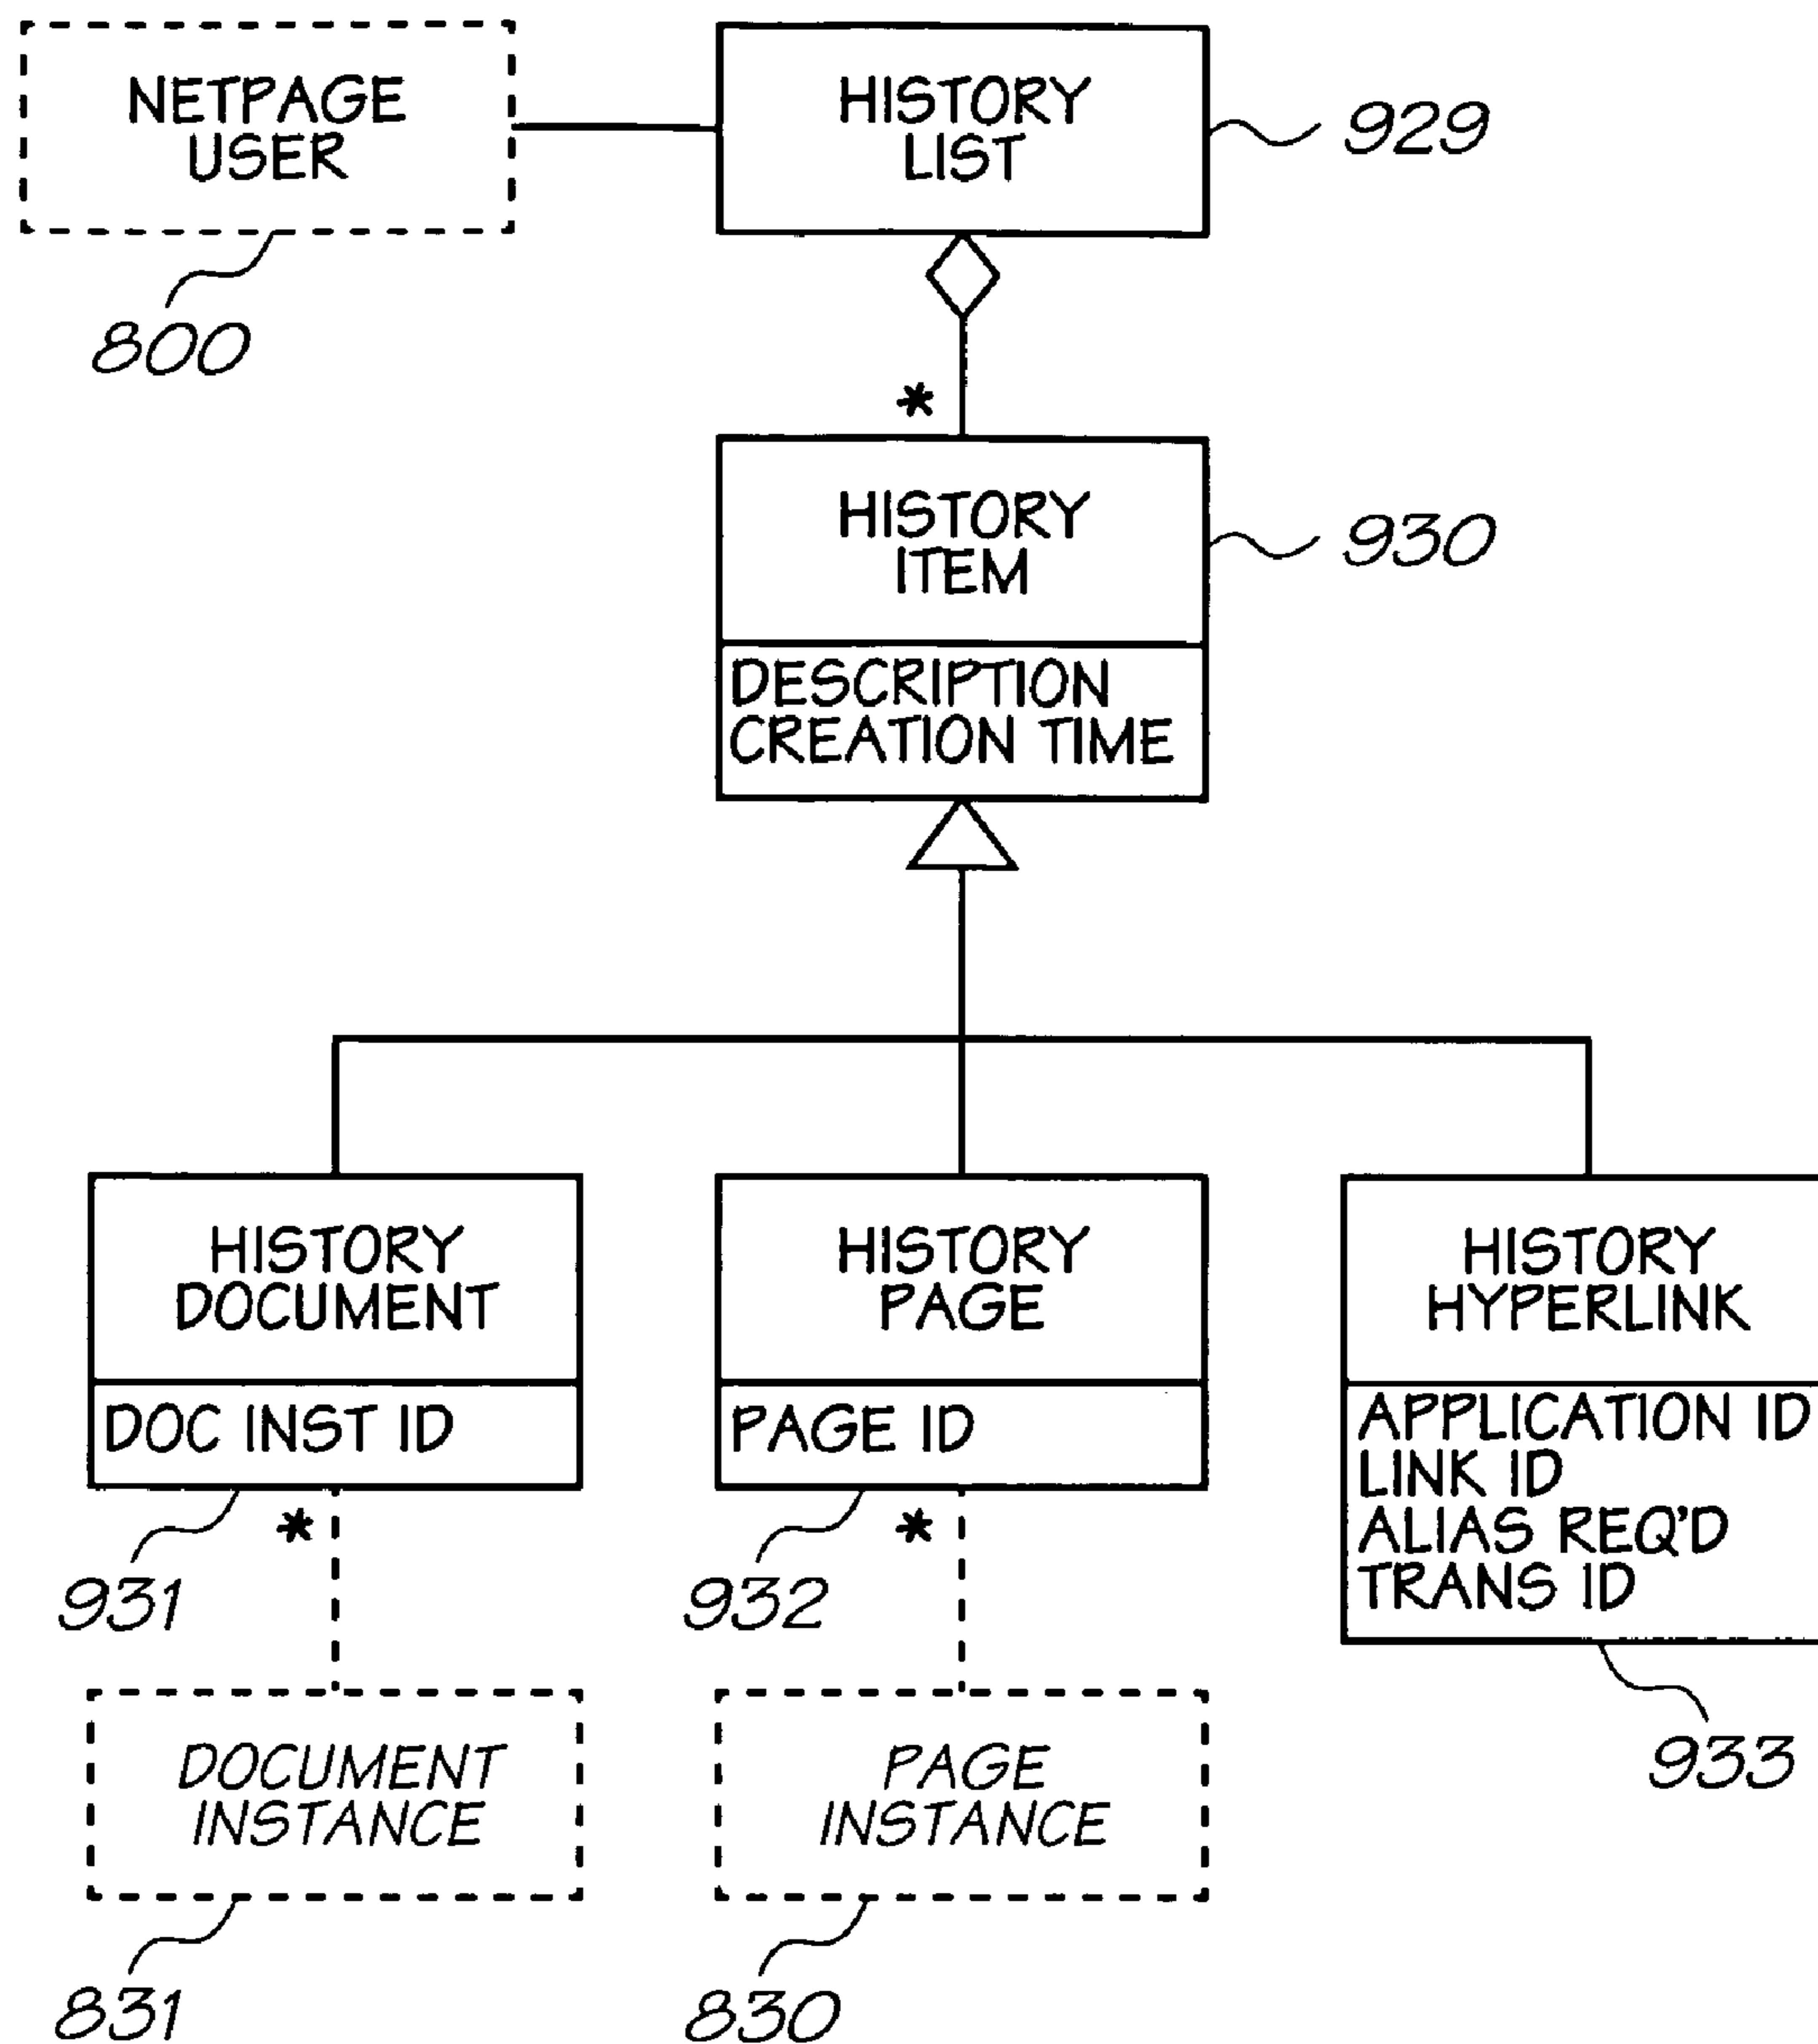 NETPAGE
USER
800
HISTORY
LIST
929
*
HISTORY
ITEM
930
DESCRIPTION
CREATION TIME
HISTORY
DOCUMENT
DOC INST ID
931
*
HISTORY
PAGE
PAGE ID
932
*
HISTORY
HYPERLINK
APPLICATION ID
LINK ID
ALIAS REQ'D
TRANS ID
933
DOCUMENT
INSTANCE
831
PAGE
INSTANCE
830